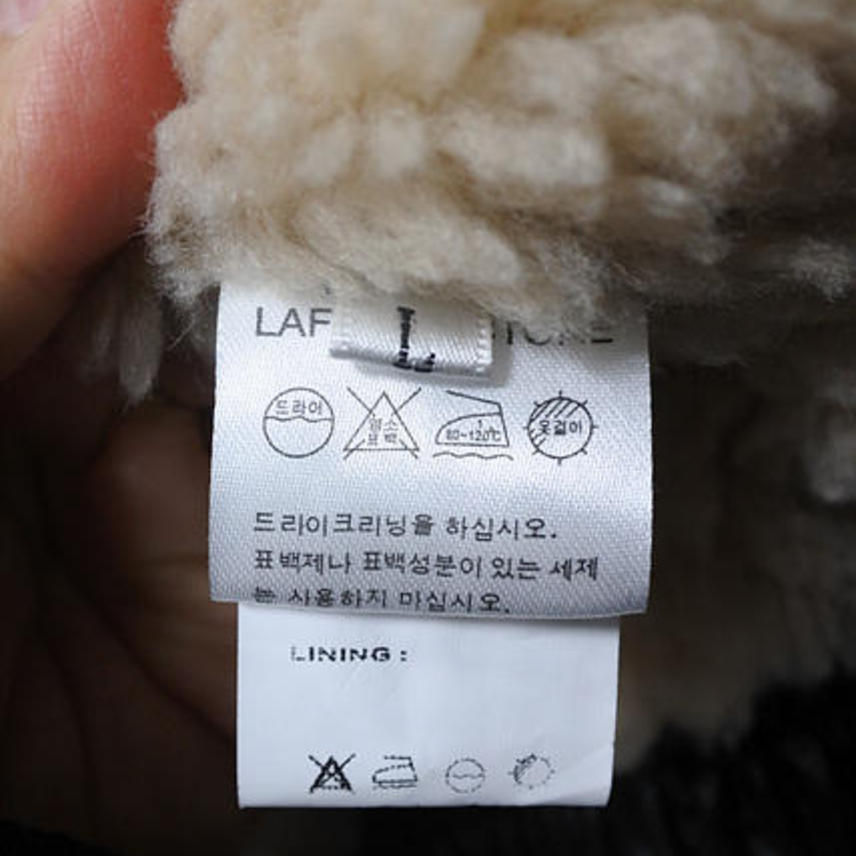 LAF
L
드라이
염소
표백
80~120℃
옷걸이
드라이크리닝을 하십시오.
표백제나 표백성분이 있는 세제
는 사용하지 마십시오.
LINING :